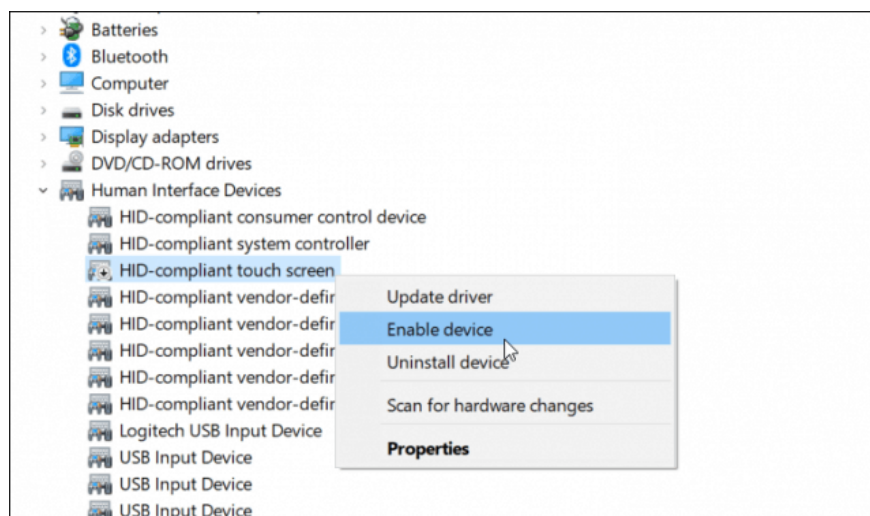 Batteries
Bluetooth
Computer
Disk drives
Display adapters
DVD/CD-ROM drives
Human Interface Devices
HID-compliant consumer control device
HID-compliant system controller
HID-compliant touch screen
HID-compliant vendor-defir
HID-compliant vendor-defir
HID-compliant vendor-defir
HID-compliant vendor-defir
HID-compliant vendor-defir
Logitech USB Input Device
USB Input Device
USB Input Device
USB Input Device
Update driver
Enable device
Uninstall device
Scan for hardware changes
Properties